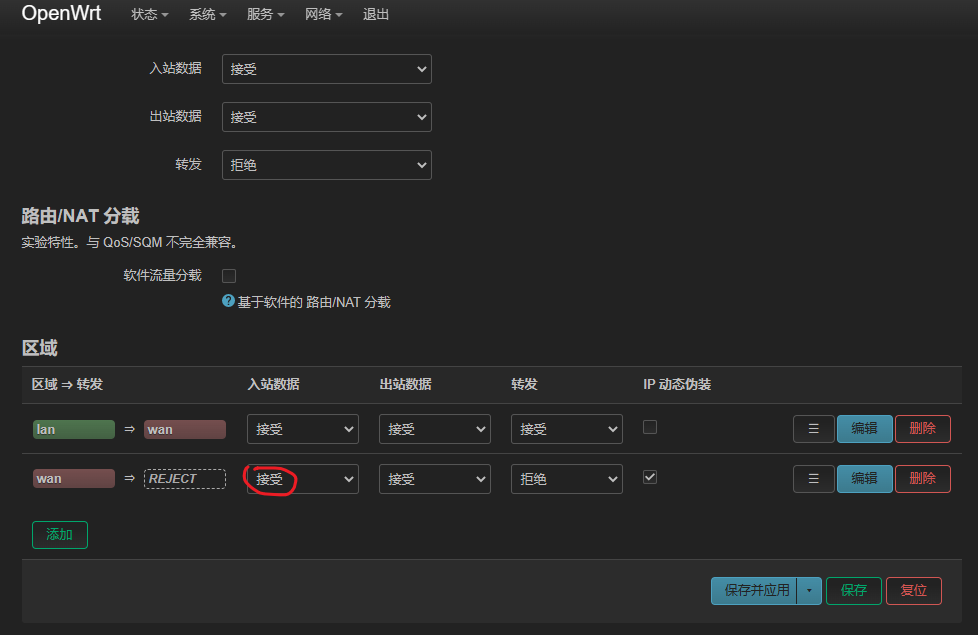 OpenWrt 状态 系统 服务 网络 退出
入站数据 接受
出站数据 接受
转发 拒绝
路由/NAT 分载
实验特性。与 QoS/SQM 不完全兼容。
软件流量分载
?基于软件的 路由/NAT 分载
区域
区域 ⇒ 转发 入站数据 出站数据 转发 IP 动态伪装
lan ⇒ wan 接受 接受 接受 ☰ 编辑 删除
wan ⇒ REJECT 接受 接受 拒绝 ☰ 编辑 删除
添加
保存并应用 保存 复位